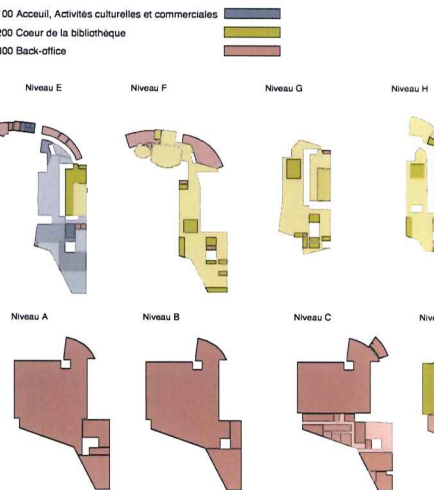 100 Acceuil, Activités culturelles et commerciales
200 Coeur de la bibliothèque
300 Back-office
Niveau E
Niveau F
Niveau G
Niveau H
Niveau A
Niveau B
Niveau C